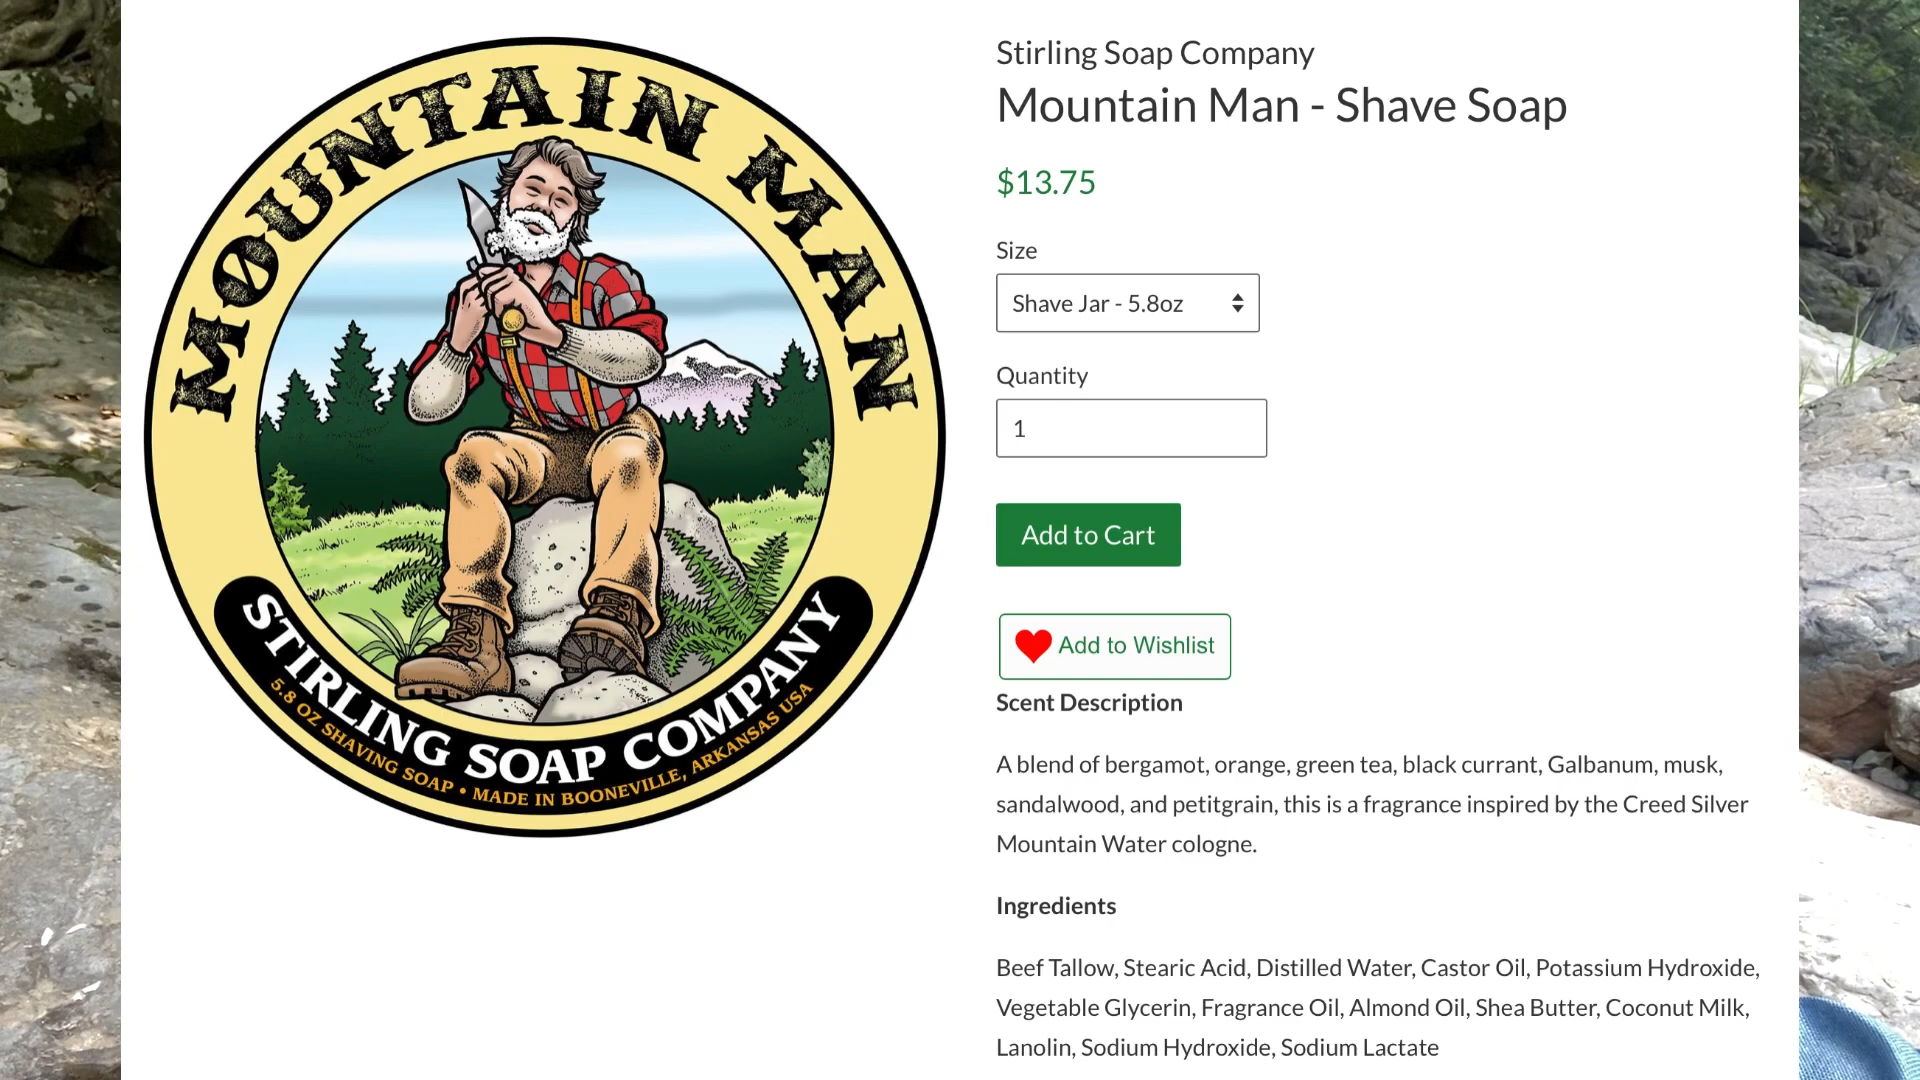 MOUNTAIN MAN
STIRLING SOAP COMPANY
5.8 OZ SHAVING SOAP • MADE IN BOONEVILLE, ARKANSAS USA
Stirling Soap Company
Mountain Man - Shave Soap
$13.75
Size
Shave Jar - 5.8oz
Quantity
1
Add to Cart
Add to Wishlist
Scent Description
A blend of bergamot, orange, green tea, black currant, Galbanum, musk,
sandalwood, and petitgrain, this is a fragrance inspired by the Creed Silver
Mountain Water cologne.
Ingredients
Beef Tallow, Stearic Acid, Distilled Water, Castor Oil, Potassium Hydroxide,
Vegetable Glycerin, Fragrance Oil, Almond Oil, Shea Butter, Coconut Milk,
Lanolin, Sodium Hydroxide, Sodium Lactate